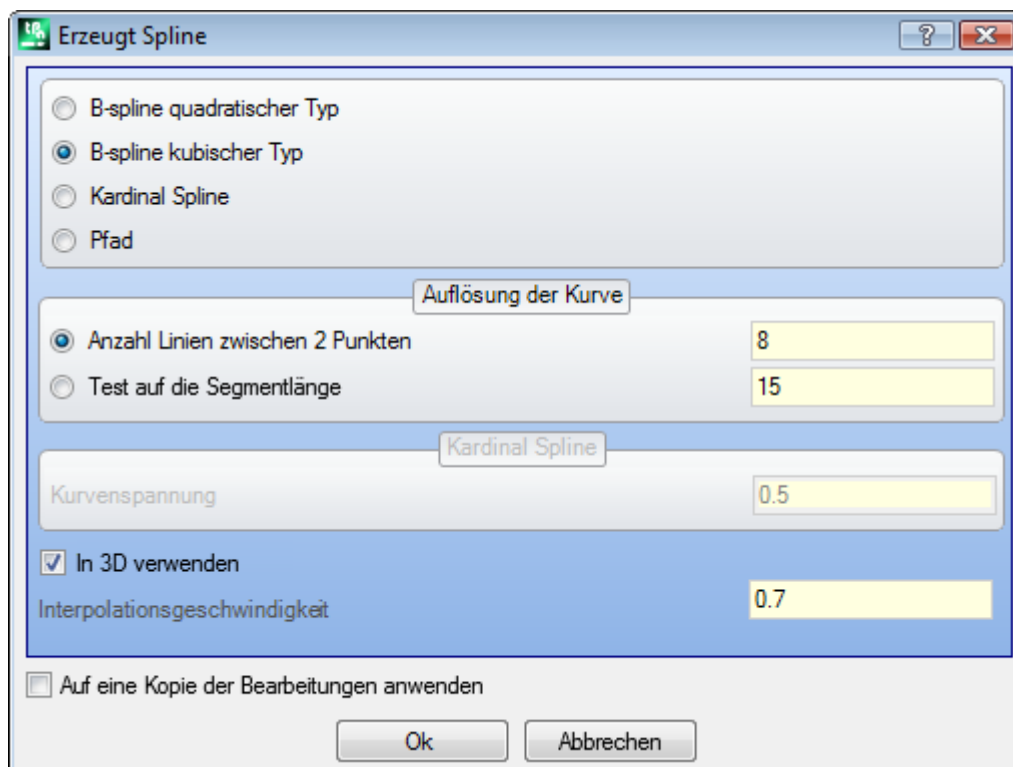 Erzeugt Spline
B-spline quadratischer Typ
B-spline kubischer Typ
Kardinal Spline
Pfad
Auflösung der Kurve
Anzahl Linien zwischen 2 Punkten 8
Test auf die Segmentlänge 15
Kardinal Spline
Kurvenspannung 0.5
In 3D verwenden
Interpolationsgeschwindigkeit 0.7
Auf eine Kopie der Bearbeitungen anwenden
Ok Abbrechen